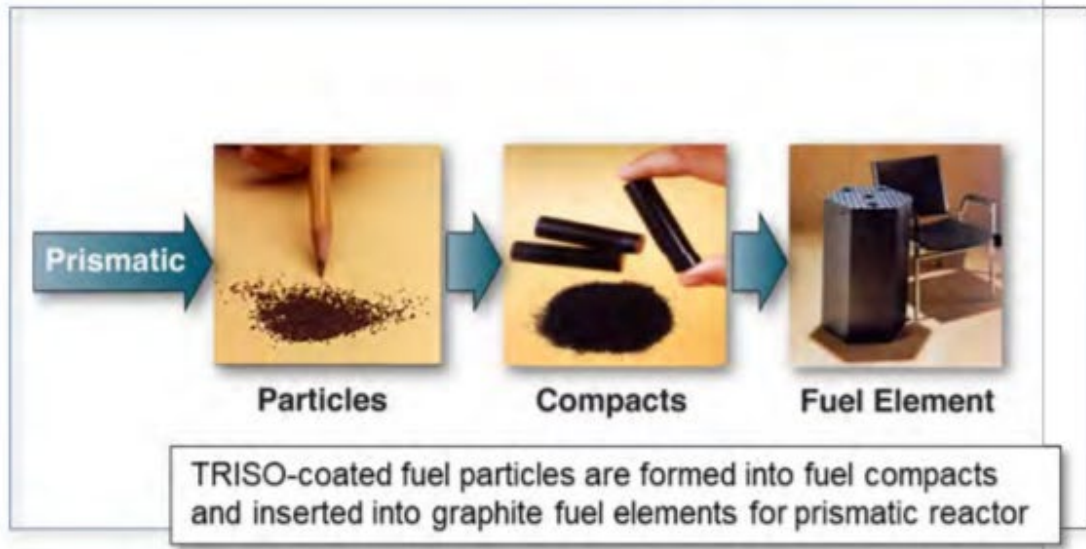 Prismatic
Particles
Compacts
Fuel Element
TRISO-coated fuel particles are formed into fuel compacts
and inserted into graphite fuel elements for prismatic reactor